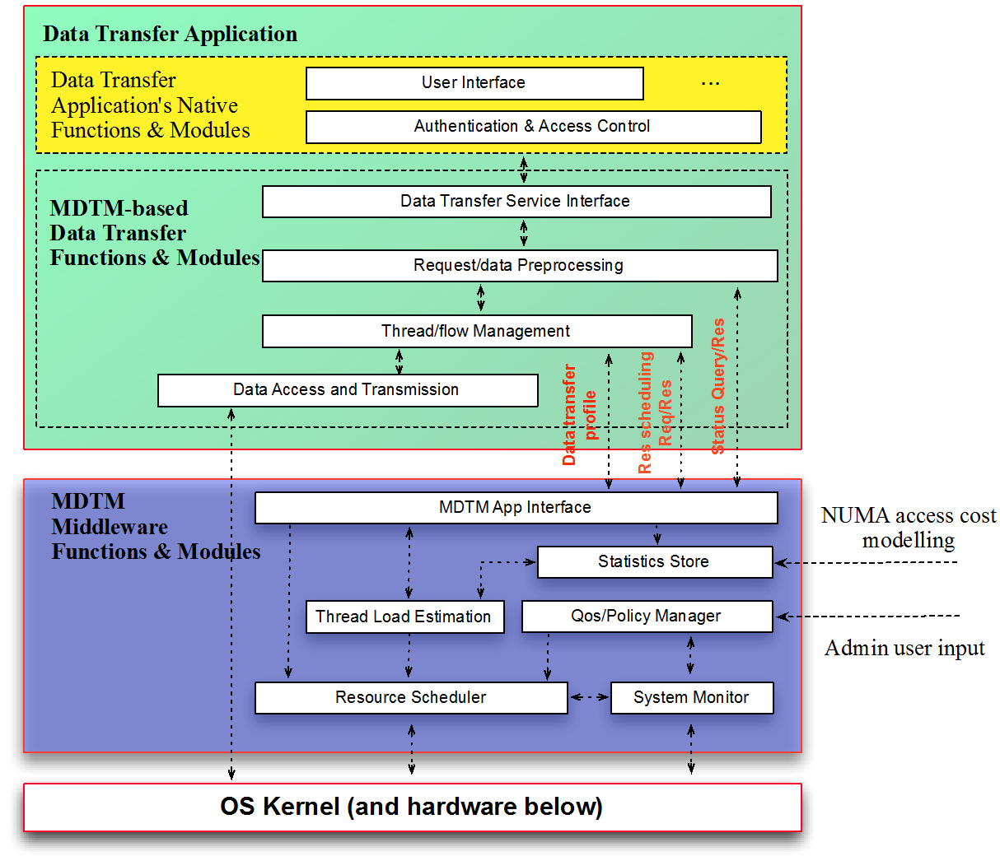 Data Transfer Application
Data Transfer
Application's Native
Functions & Modules
User Interface
...
Authentication & Access Control
MDTM-based
Data Transfer
Functions & Modules
Data Transfer Service Interface
Request/data Preprocessing
Thread/flow Management
Data Access and Transmission
Data transfer
profile
Res scheduling
Req/Res
Status Query/Res
MDTM
Middleware
Functions & Modules
MDTM App Interface
Statistics Store
Thread Load Estimation
Qos/Policy Manager
Resource Scheduler
System Monitor
NUMA access cost
modelling
Admin user input
OS Kernel (and hardware below)